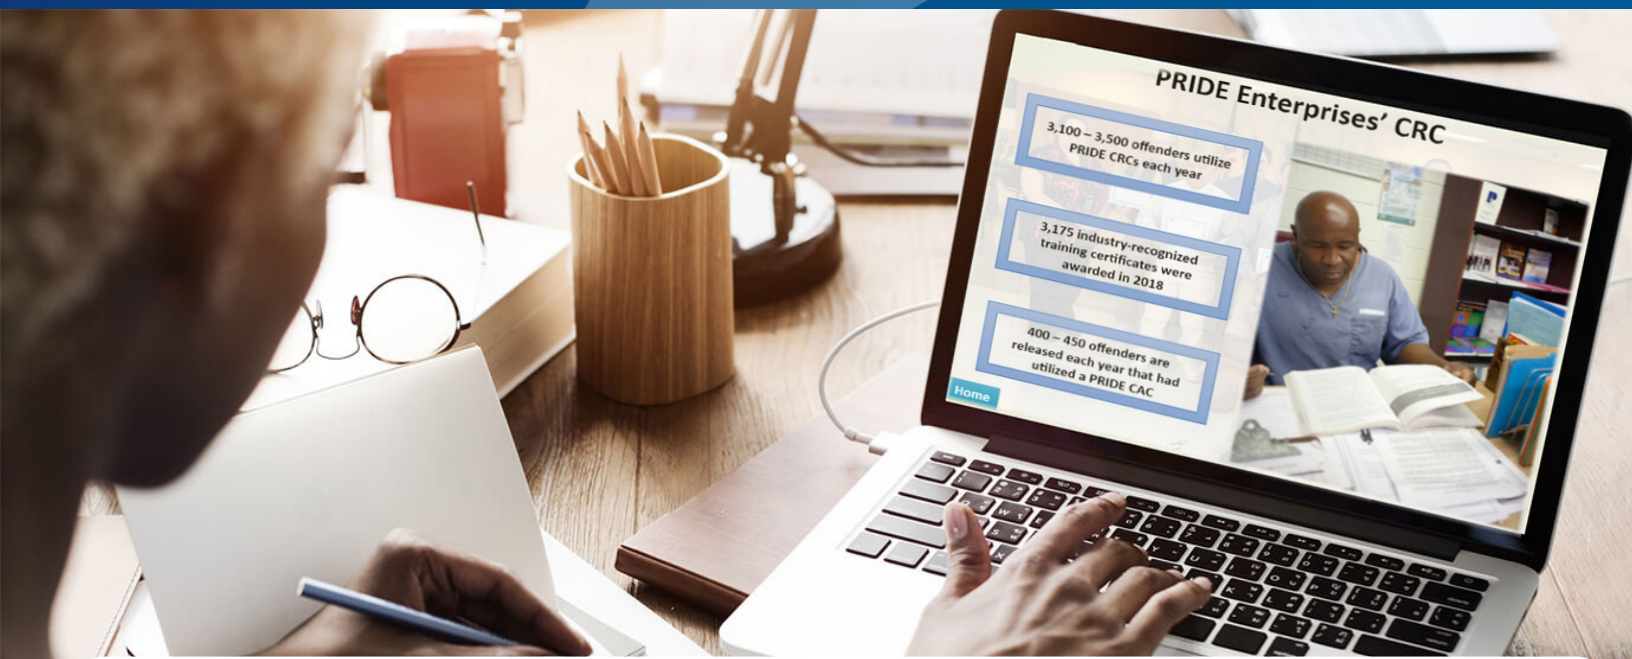 PRIDE Enterprises’ CRC
3,100 – 3,500 offenders utilize
PRIDE CRCs each year
3,175 industry-recognized
training certificates were
awarded in 2018
400 – 450 offenders are
released each year that had
utilized a PRIDE CAC
Home